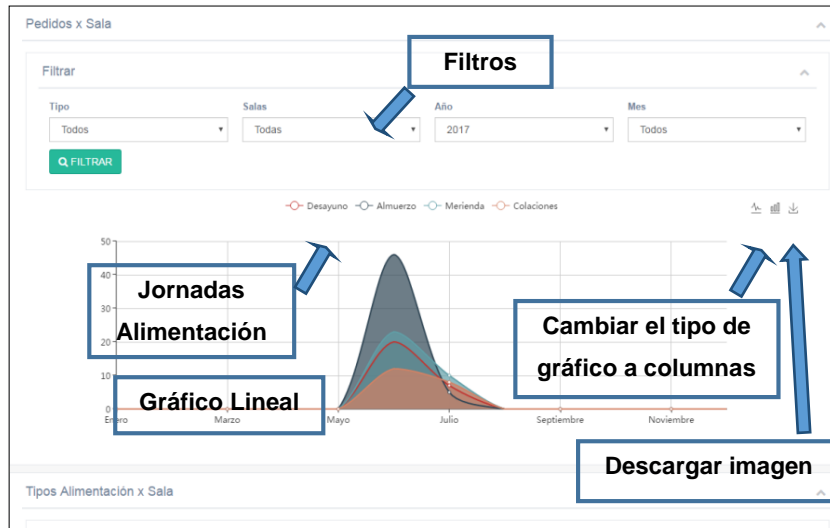 Pedidos x Sala
Filtrar
Filtros
Tipo
Salas
Año
Mes
Todos
Todas
2017
Todos
FILTRAR
Desayuno
Almuerzo
Merienda
Colaciones
50
40
30
20
10
0
Jornadas
Alimentación
Cambiar el tipo de
gráfico a columnas
Gráfico Lineal
Enero
Marzo
Mayo
Julio
Septiembre
Noviembre
Descargar imagen
Tipos Alimentación x Sala